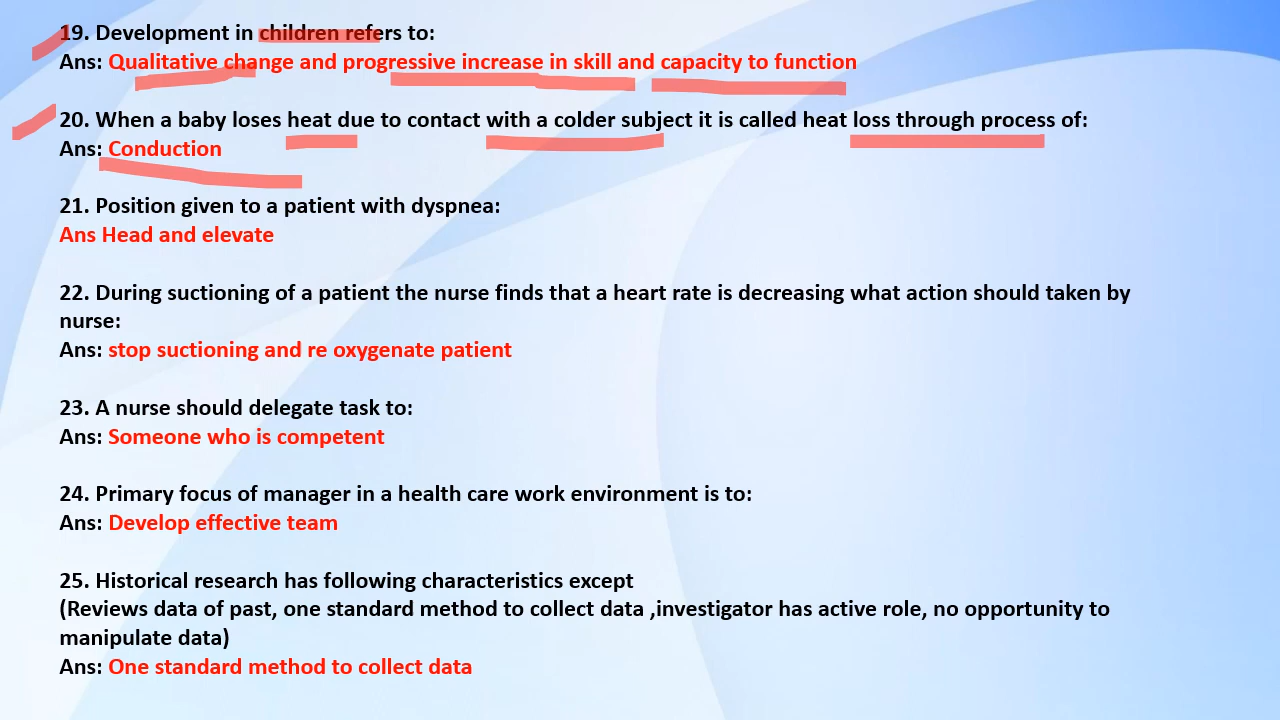 19. Development in children refers to:
Ans: Qualitative change and progressive increase in skill and capacity to function
20. When a baby loses heat due to contact with a colder subject it is called heat loss through process of:
Ans: Conduction
21. Position given to a patient with dyspnea:
Ans Head and elevate
22. During suctioning of a patient the nurse finds that a heart rate is decreasing what action should taken by
nurse:
Ans: stop suctioning and re oxygenate patient
23. A nurse should delegate task to:
Ans: Someone who is competent
24. Primary focus of manager in a health care work environment is to:
Ans: Develop effective team
25. Historical research has following characteristics except
(Reviews data of past, one standard method to collect data ,investigator has active role, no opportunity to
manipulate data)
Ans: One standard method to collect data